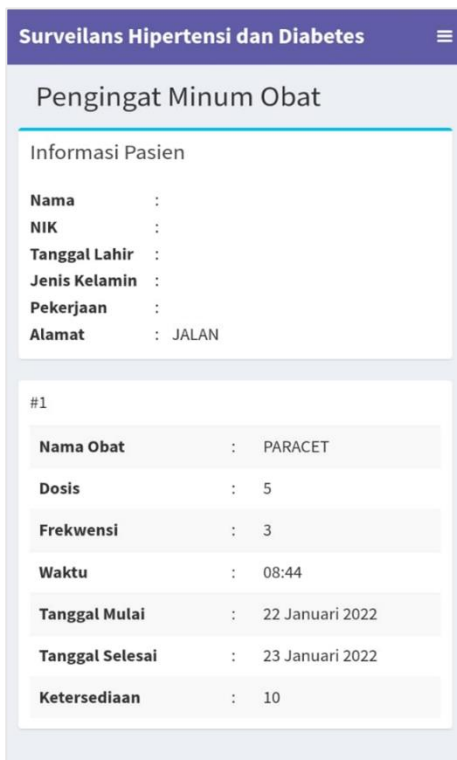 Surveilans Hipertensi dan Diabetes
Pengingat Minum Obat
Informasi Pasien
Nama :
NIK :
Tanggal Lahir :
Jenis Kelamin :
Pekerjaan :
Alamat : JALAN
#1
Nama Obat : PARACET
Dosis : 5
Frekwensi : 3
Waktu : 08:44
Tanggal Mulai : 22 Januari 2022
Tanggal Selesai : 23 Januari 2022
Ketersediaan : 10